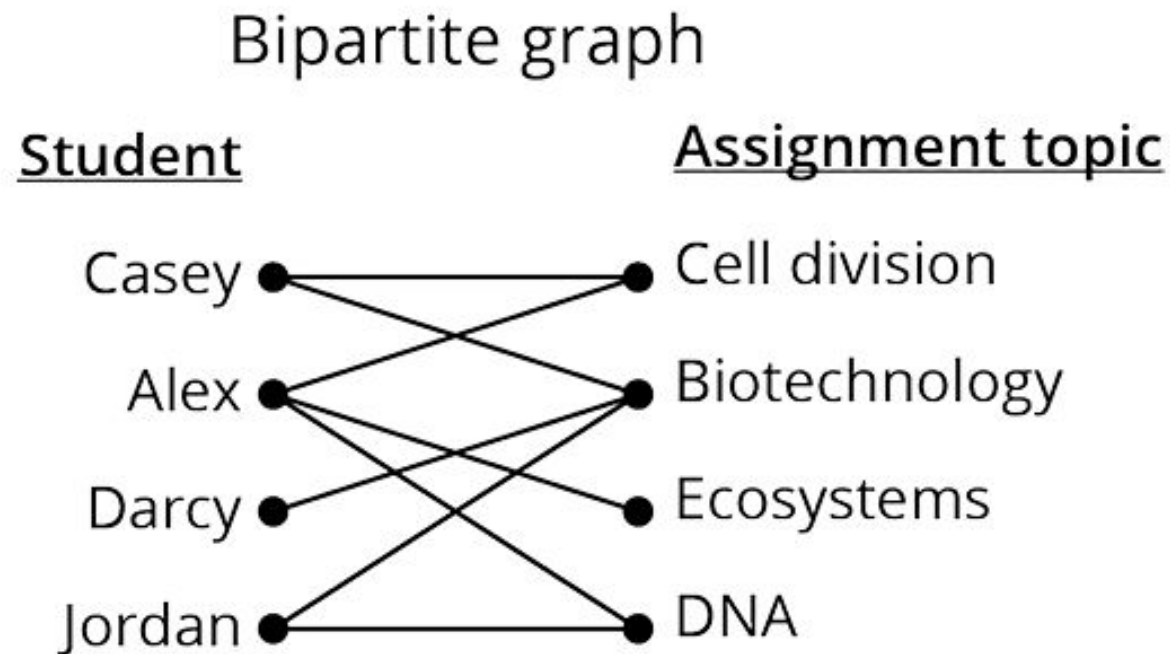 Bipartite graph
Student Assignment topic
Casey Cell division
Alex Biotechnology
Darcy Ecosystems
Jordan DNA